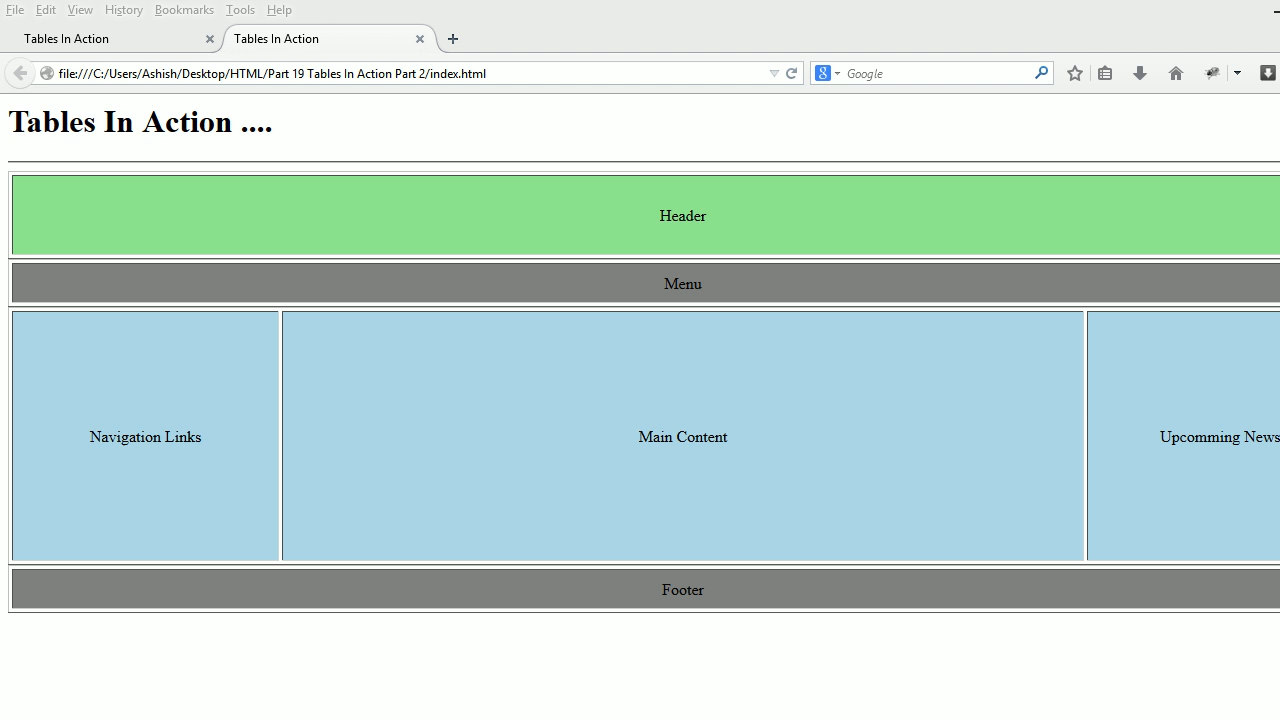 File Edit View History Bookmarks Tools Help
Tables In Action Tables In Action
file:///C:/Users/Ashish/Desktop/HTML/Part 19 Tables In Action Part 2/index.html 8 Google
Tables In Action ....
Header
Menu
Navigation Links Main Content Upcomming News
Footer